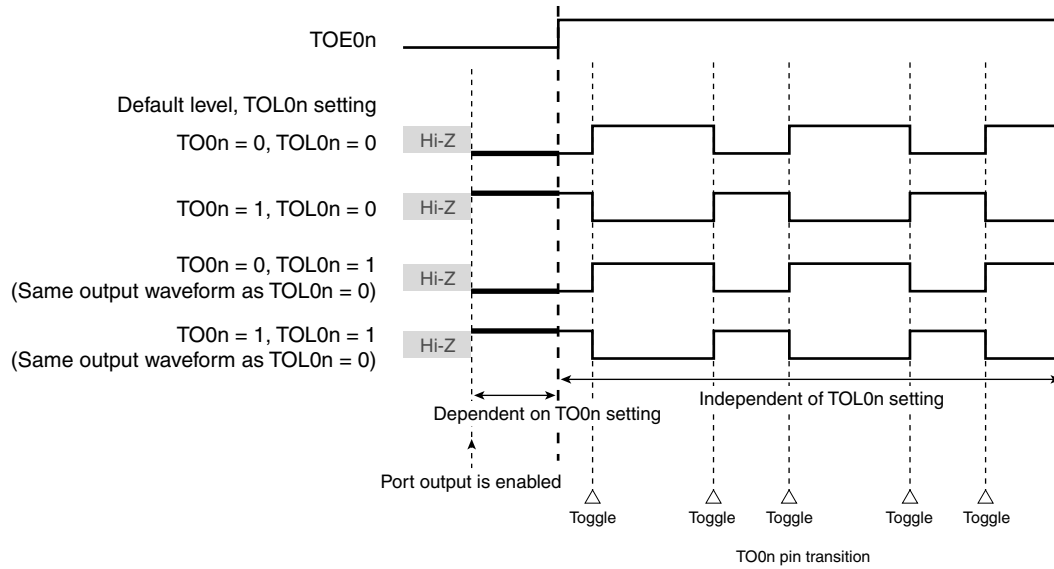 TOE0n
Default level, TOL0n setting
TO0n = 0, TOL0n = 0
Hi-Z
TO0n = 1, TOL0n = 0
Hi-Z
TO0n = 0, TOL0n = 1
(Same output waveform as TOL0n = 0)
Hi-Z
TO0n = 1, TOL0n = 1
(Same output waveform as TOL0n = 0)
Hi-Z
Dependent on TO0n setting
Independent of TOL0n setting
Port output is enabled
Toggle
Toggle
Toggle
Toggle
Toggle
TO0n pin transition